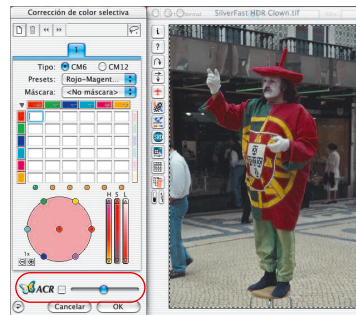 Corrección de color selectiva
1
Tipo: CM6 CM12
Presets: Rojo-Magent...
Máscara: <No máscara>
H S L
1x
ACR
Cancelar OK
SilverFast HDR Clown.tif